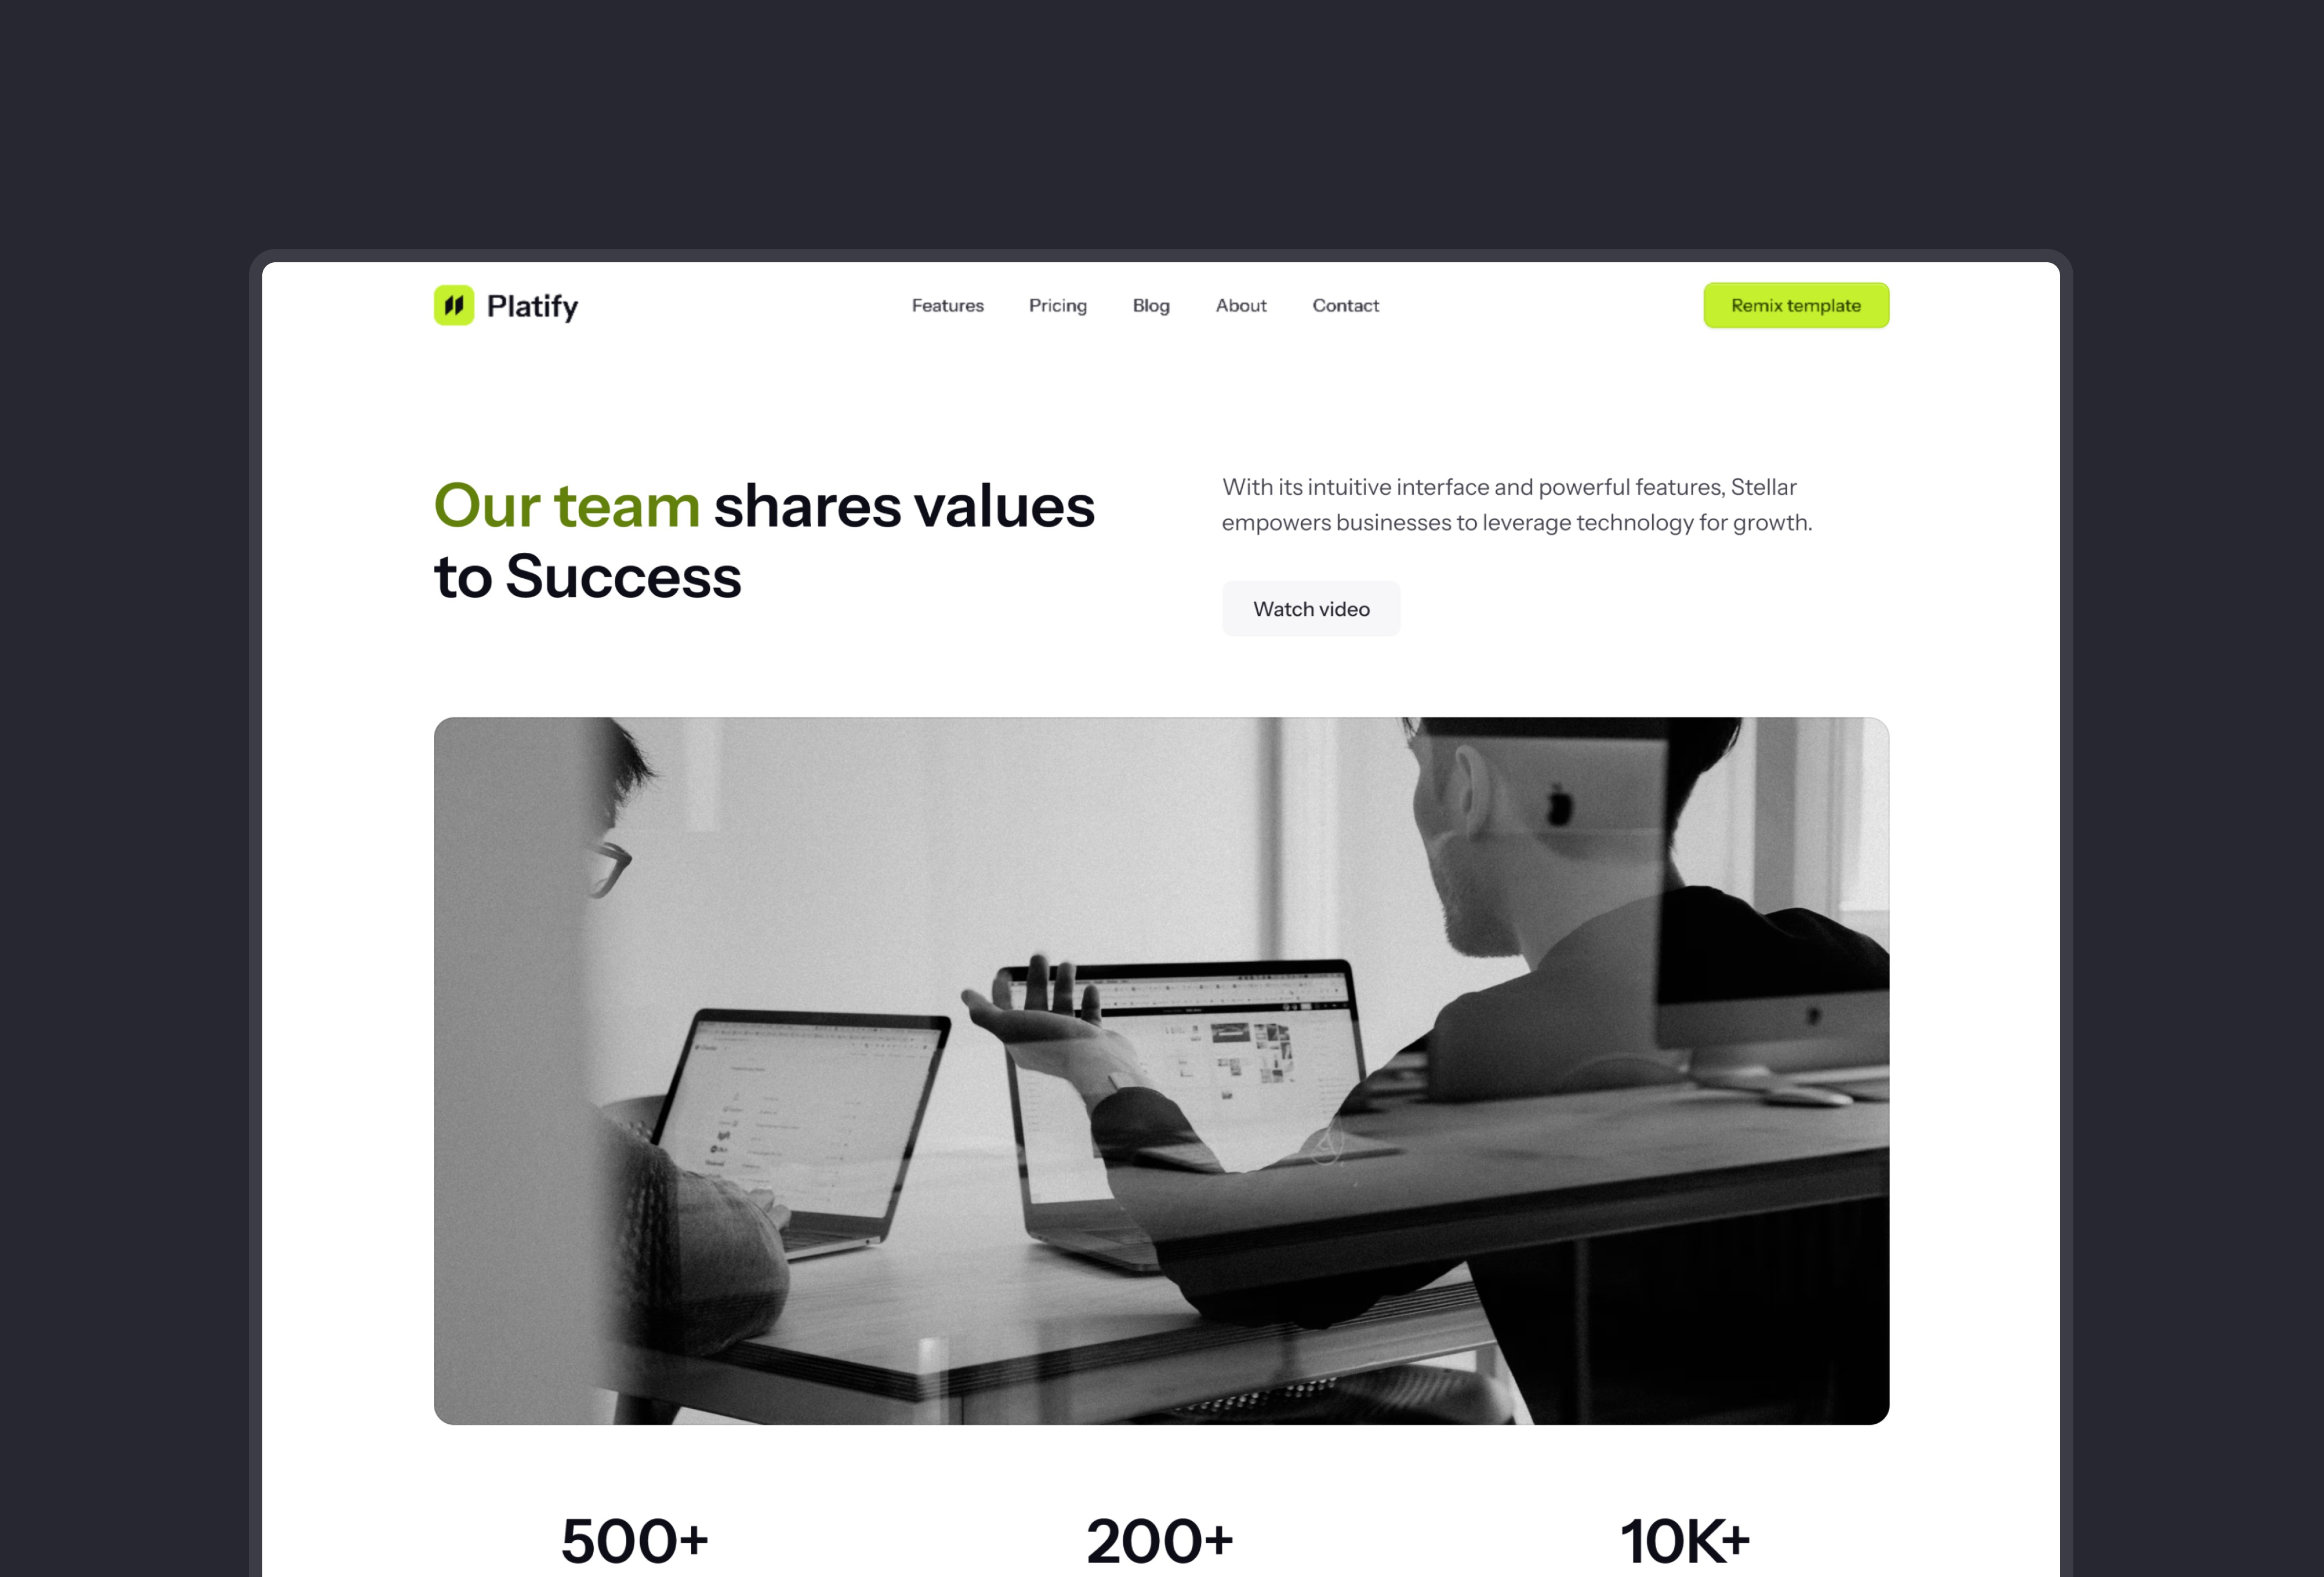 Platify
Features
Pricing
Blog
About
Contact
Remix template
Our team shares values
to Success
With its intuitive interface and powerful features, Stellar
empowers businesses to leverage technology for growth.
Watch video
500+
200+
10K+